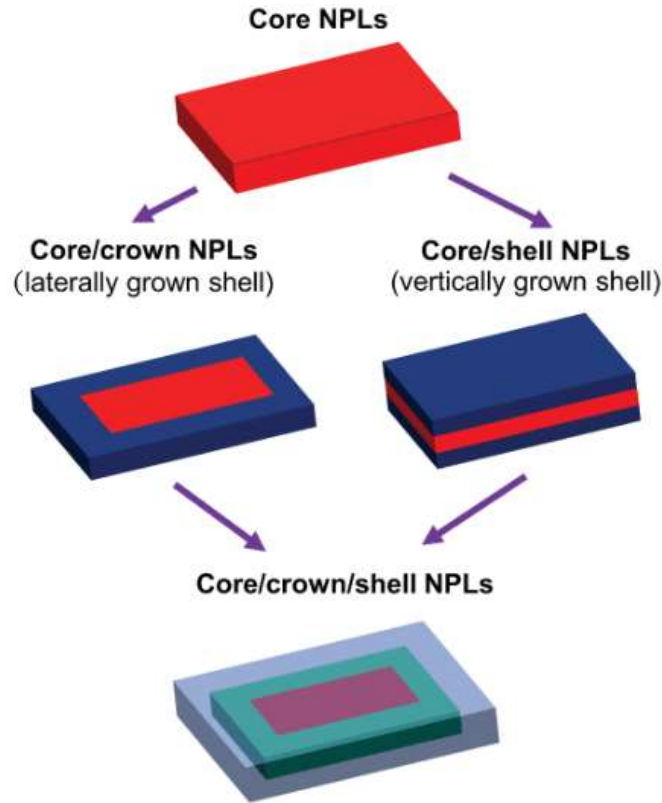 Core NPLs
Core/crown NPLs
(laterally grown shell)
Core/shell NPLs
(vertically grown shell)
Core/crown/shell NPLs